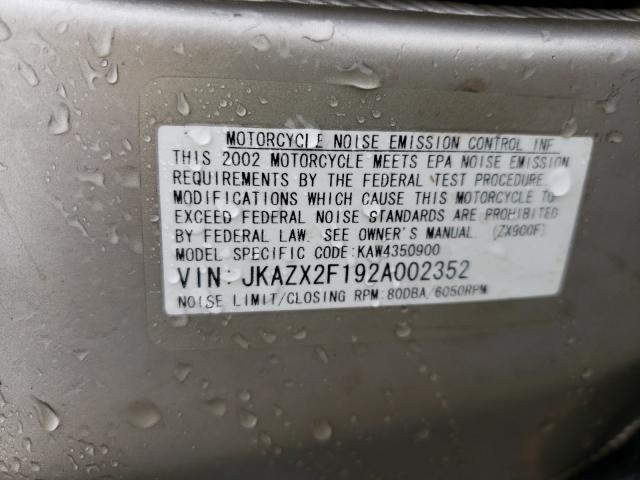 MOTORCYCLE NOISE EMISSION CONTROL INF
THIS 2002 MOTORCYCLE MEETS EPA NOISE EMISSION
REQUIREMENTS BY THE FEDERAL TEST PROCEDURE.
MODIFICATIONS WHICH CAUSE THIS MOTORCYCLE TO
EXCEED FEDERAL NOISE STANDARDS ARE PROHIBITED
BY FEDERAL LAW. SEE OWNER'S MANUAL. (ZX900F)
MODEL SPECIFIC CODE:KAW4350900
VIN: JKAZX2F192A002352
NOISE LIMIT/CLOSING RPM: 80DBA/6050RPM